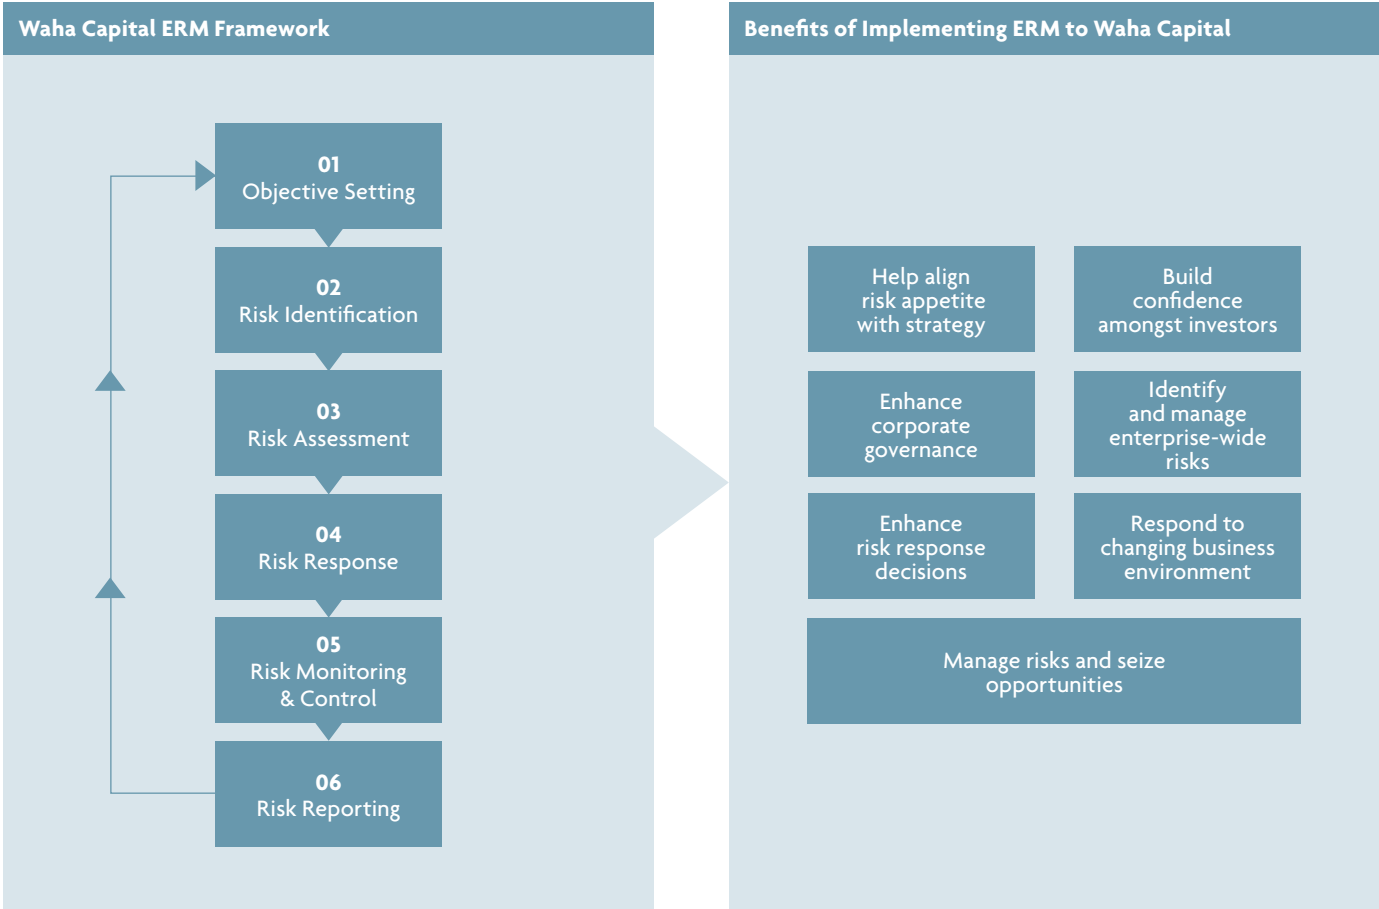 Waha Capital ERM Framework
01
Objective Setting
02
Risk Identification
03
Risk Assessment
04
Risk Response
05
Risk Monitoring
& Control
06
Risk Reporting
Benefits of Implementing ERM to Waha Capital
Help align
risk appetite
with strategy
Build
confidence
amongst investors
Enhance
corporate
governance
Identify
and manage
enterprise-wide
risks
Enhance
risk response
decisions
Respond to
changing business
environment
Manage risks and seize
opportunities